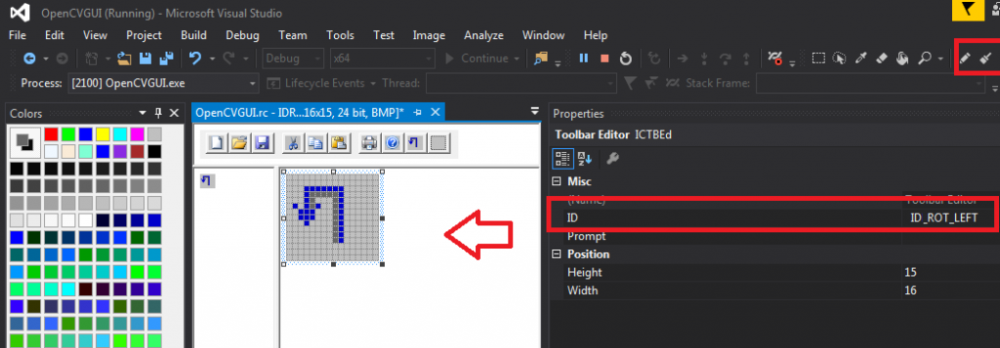 OpenCVGUI (Running) - Microsoft Visual Studio
File Edit View Project Build Debug Team Tools Test Image Analyze Window Help
Debug x64 Continue
Process: [2100] OpenCVGUI.exe Lifecycle Events Thread: Stack Frame:
Colors
OpenCVGUI.rc - IDR...16x15, 24 bit, BMP]*
Properties
Toolbar Editor ICTBEd
Misc
(Name) Toolbar Editor
ID ID_ROT_LEFT
Prompt
Position
Height 15
Width 16